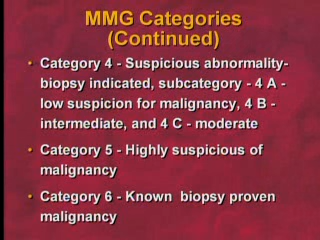 MMG Categories
(Continued)
• Category 4 - Suspicious abnormality-
biopsy indicated, subcategory - 4 A -
low suspicion for malignancy, 4 B -
intermediate, and 4 C - moderate
• Category 5 - Highly suspicious of
malignancy
• Category 6 - Known biopsy proven
malignancy